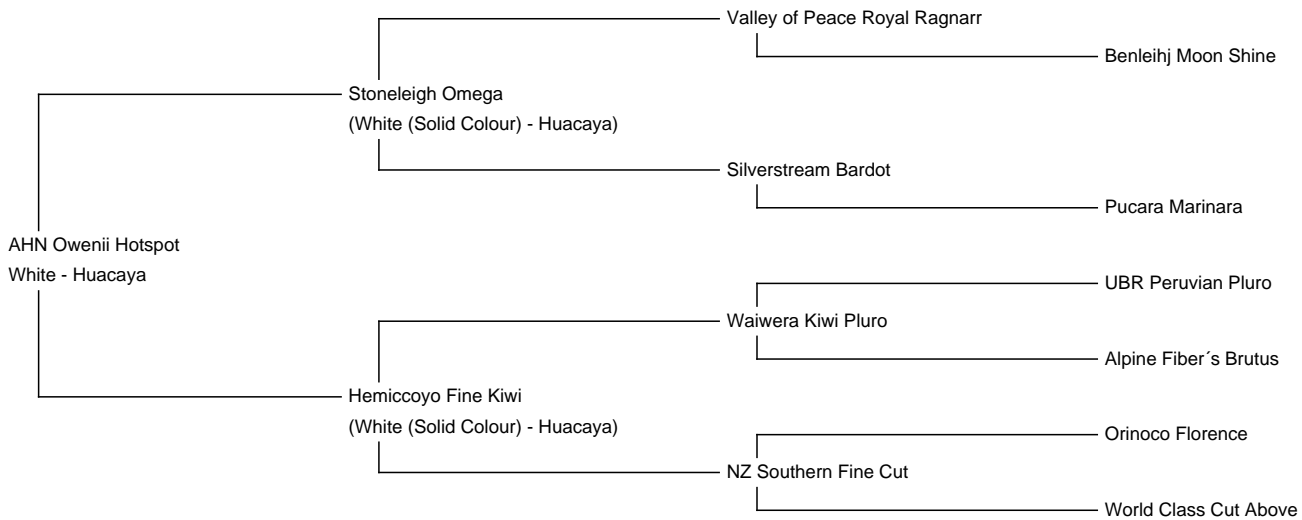 Valley of Peace Royal Ragnarr
Benleihj Moon Shine
Stoneleigh Omega
(White (Solid Colour) - Huacaya)
Silverstream Bardot
Pucara Marinara
AHN Owenii Hotspot
White - Huacaya
UBR Peruvian Pluro
Waiwera Kiwi Pluro
Alpine Fiber´s Brutus
Hemiccoyo Fine Kiwi
(White (Solid Colour) - Huacaya)
Orinoco Florence
NZ Southern Fine Cut
World Class Cut Above